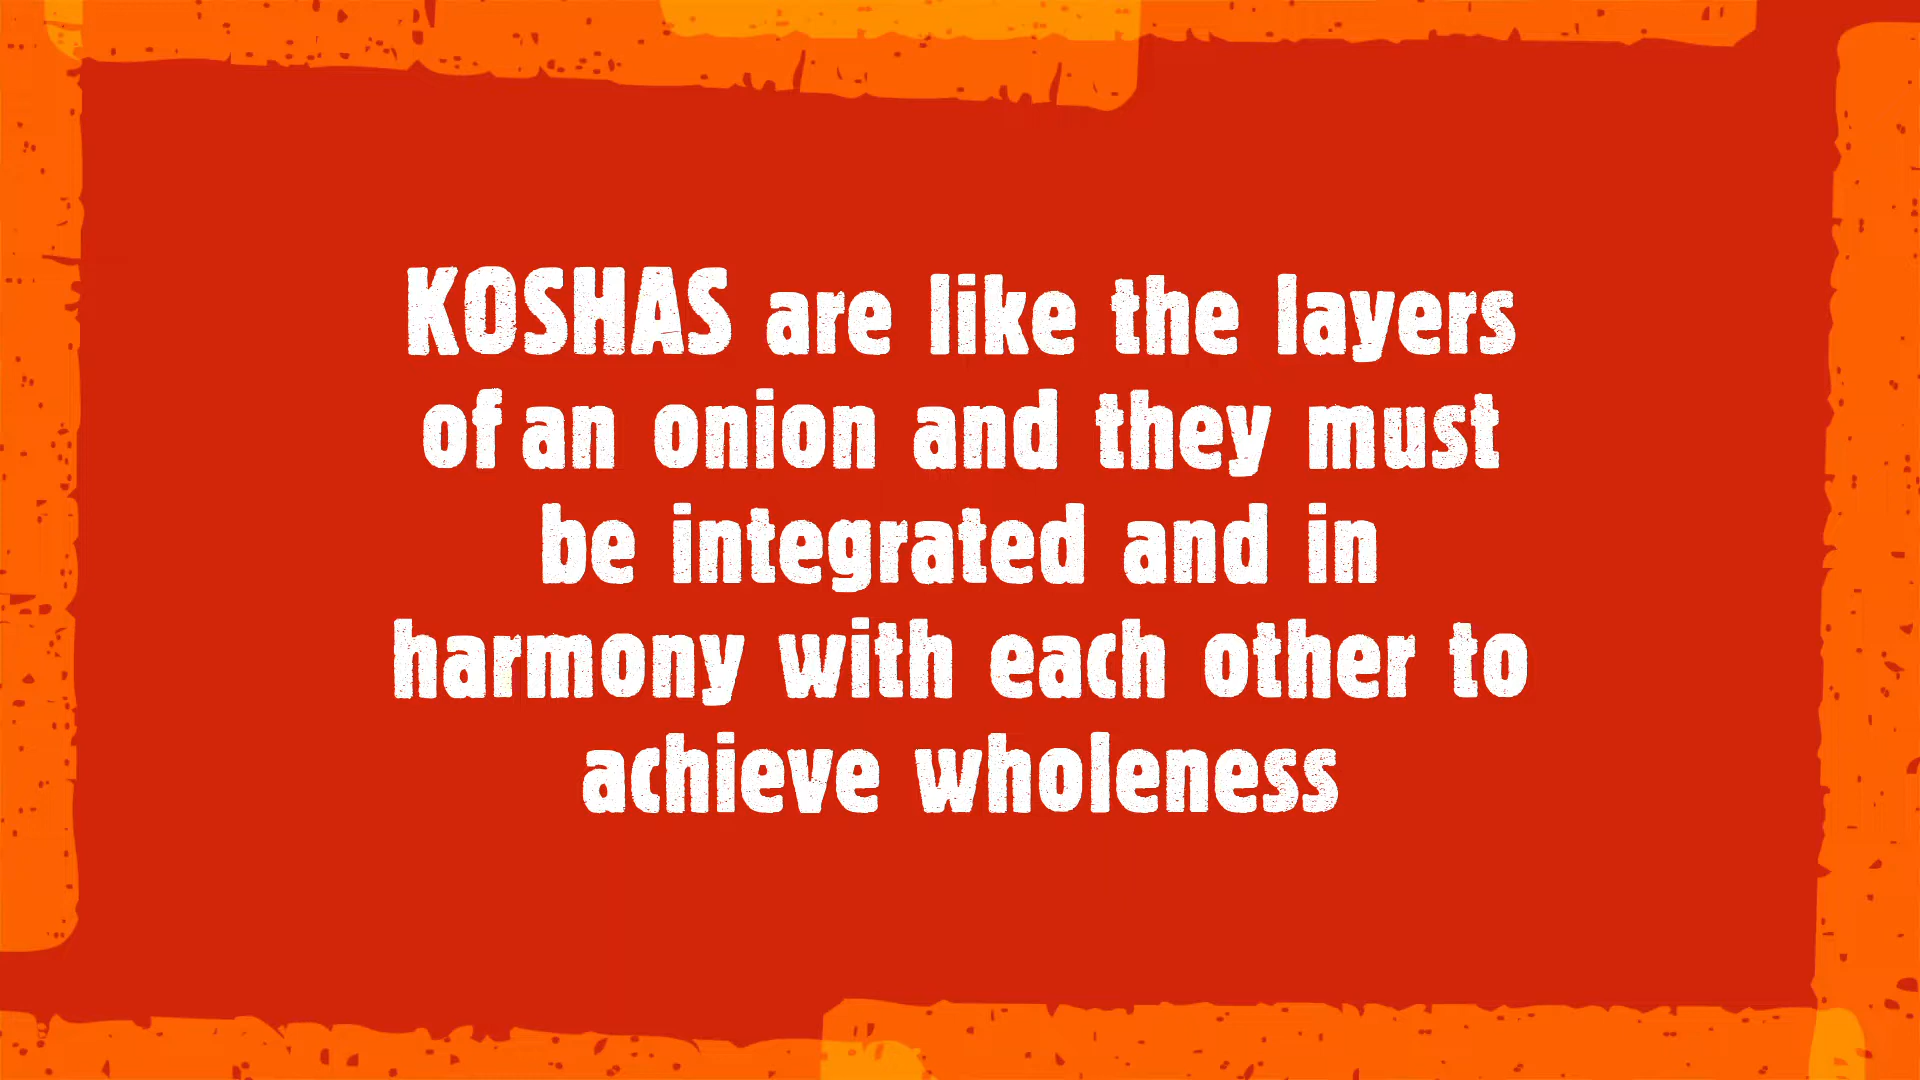 KOSHAS are like the layers
of an onion and they must
be integrated and in
harmony with each other to
achieve wholeness